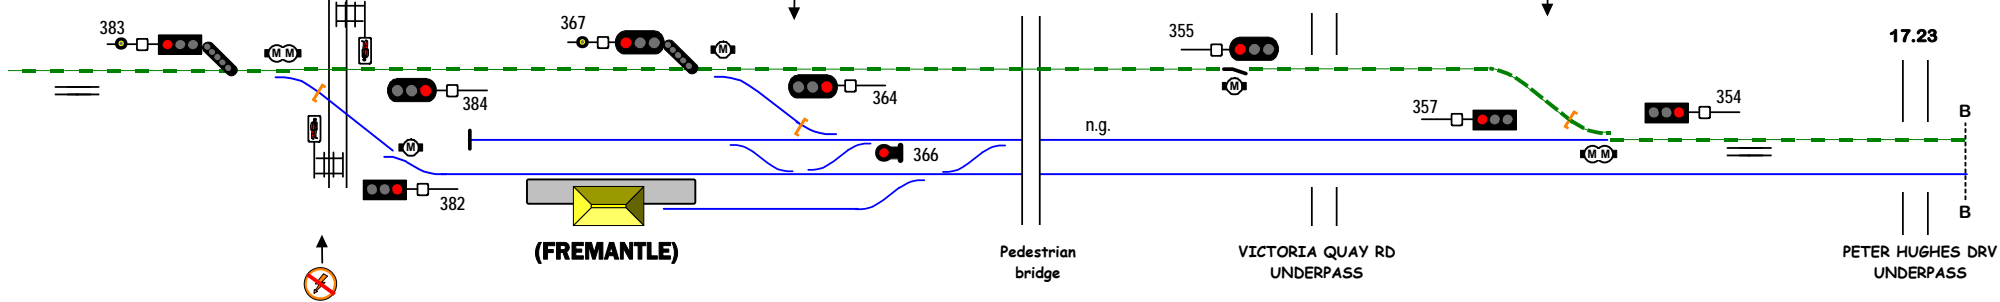 383
367
355
17.23
384
364
357
354
B
n.g.
366
382
B
(FREMANTLE)
Pedestrian
bridge
VICTORIA QUAY RD
UNDERPASS
PETER HUGHES DRV
UNDERPASS
M M
M
M
M
M M